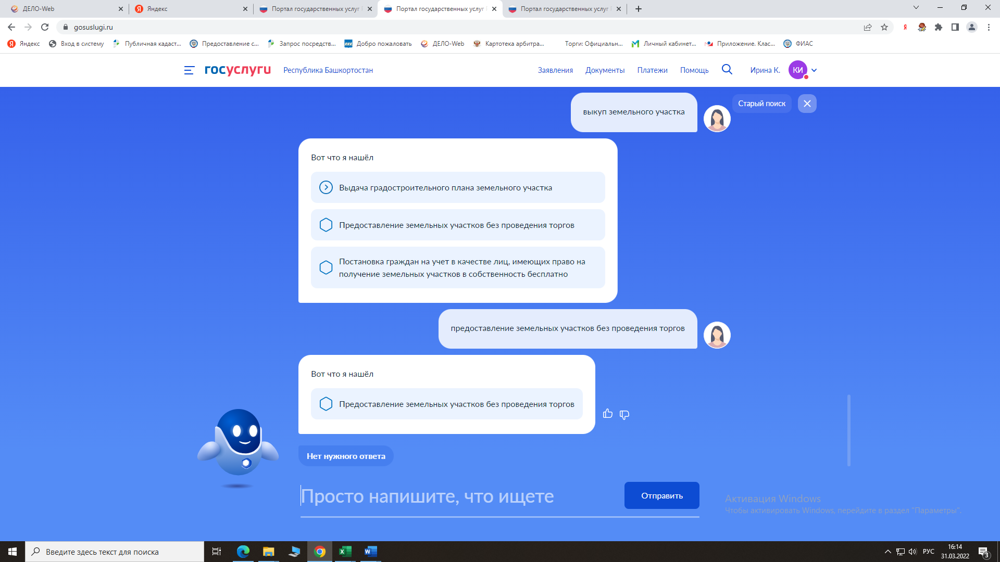 ДЕЛО-Web
Яндекс
Портал государственных услуг
Портал государственных услуг
Портал государственных услуг
gosuslugi.ru
Яндекс
Вход в систему
Публичная кадаст...
Предоставление с...
Запрос посредств...
Добро пожаловать
ДЕЛО-Web
Картотека арбитра...
Торги: Официальн...
Личный кабинет...
Приложение. Клас...
ФИАС
госуслуги
Республика Башкортостан
Заявления
Документы
Платежи
Помощь
Ирина К.
КИ
выкуп земельного участка
Старый поиск
Вот что я нашёл
Выдача градостроительного плана земельного участка
Предоставление земельных участков без проведения торгов
Постановка граждан на учет в качестве лиц, имеющих право на
получение земельных участков в собственность бесплатно
предоставление земельных участков без проведения торгов
Вот что я нашёл
Предоставление земельных участков без проведения торгов
Нет нужного ответа
Просто напишите, что ищете
Отправить
Активация Windows
Чтобы активировать Windows, перейдите в раздел "Параметры".
Введите здесь текст для поиска
РУС
16:14
31.03.2022
3